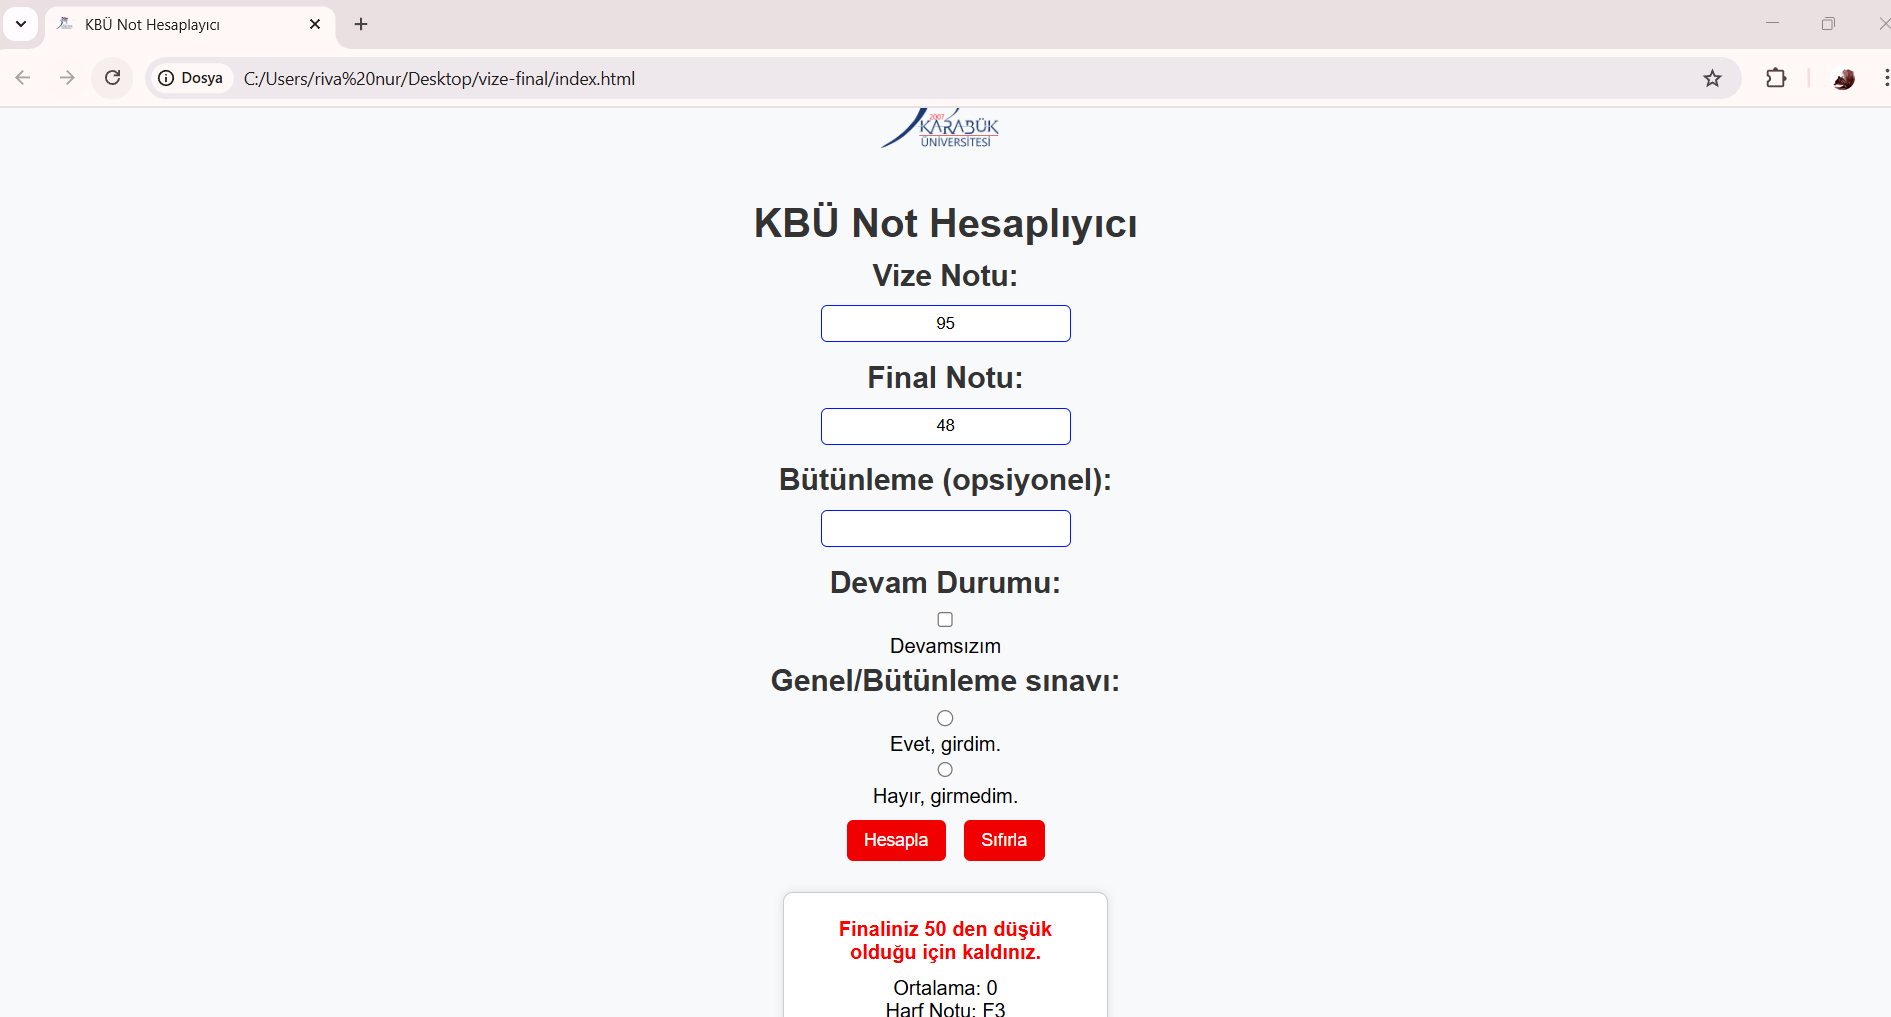 KBÜ Not Hesaplayıcı
Dosya
C:/Users/riva%20nur/Desktop/vize-final/index.html
2007
KARABÜK
ÜNİVERSİTESİ
KBÜ Not Hesaplıyıcı
Vize Notu:
95
Final Notu:
48
Bütünleme (opsiyonel):
Devam Durumu:
Devamsızım
Genel/Bütünleme sınavı:
Evet, girdim.
Hayır, girmedim.
Hesapla
Sıfırla
Finaliniz 50 den düşük
olduğu için kaldınız.
Ortalama: 0
Harf Notu: F3